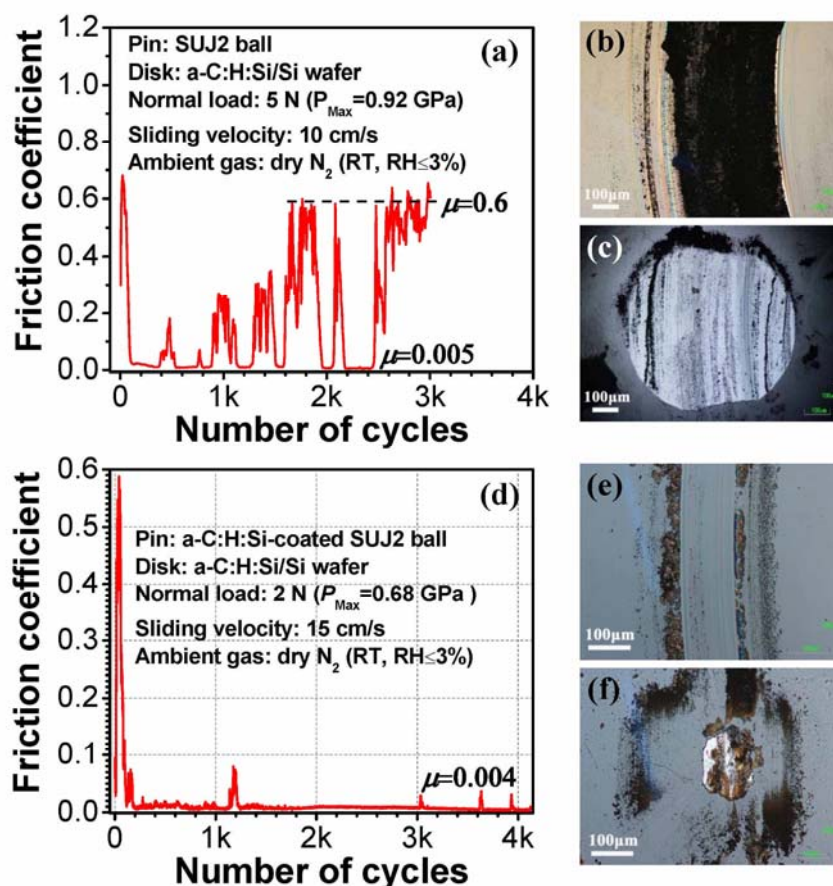 (a)
Pin: SUJ2 ball
Disk: a-C:H:Si/Si wafer
Normal load: 5 N (P_Max=0.92 GPa)
Sliding velocity: 10 cm/s
Ambient gas: dry N₂ (RT, RH≤3%)
μ=0.6
μ=0.005
Friction coefficient
1.2
1.0
0.8
0.6
0.4
0.2
0.0
0 1k 2k 3k 4k
Number of cycles
(b)
100μm
(c)
100μm
(d)
Pin: a-C:H:Si-coated SUJ2 ball
Disk: a-C:H:Si/Si wafer
Normal load: 2 N (P_Max=0.68 GPa )
Sliding velocity: 15 cm/s
Ambient gas: dry N₂ (RT, RH≤3%)
μ=0.004
Friction coefficient
0.6
0.5
0.4
0.3
0.2
0.1
0.0
0 1k 2k 3k 4k
Number of cycles
(e)
100μm
(f)
100μm